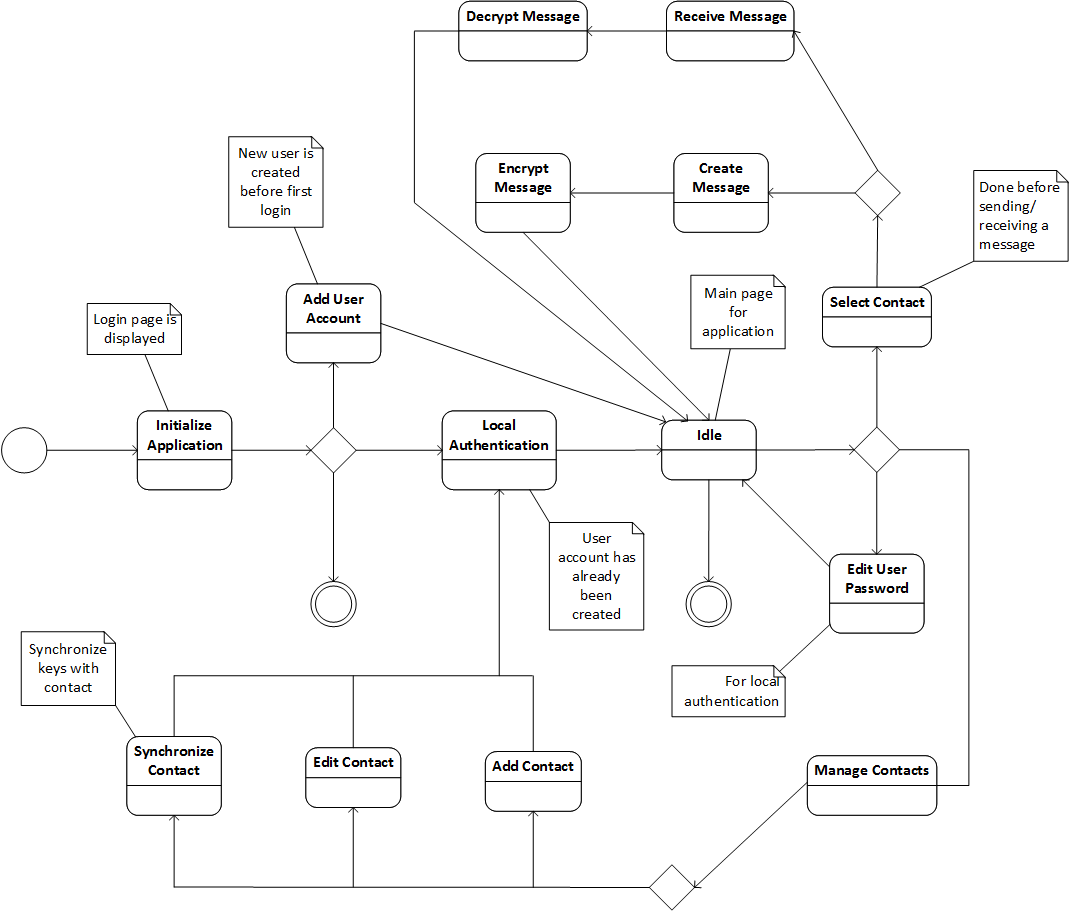 Decrypt Message
Receive Message
New user is
created
before first
login
Encrypt
Message
Create
Message
Done before
sending/
receiving a
message
Add User
Account
Main page
for
application
Select Contact
Login page is
displayed
Initialize
Application
Local
Authentication
Idle
User
account has
already
been
created
Edit User
Password
Synchronize
keys with
contact
For local
authentication
Synchronize
Contact
Edit Contact
Add Contact
Manage Contacts